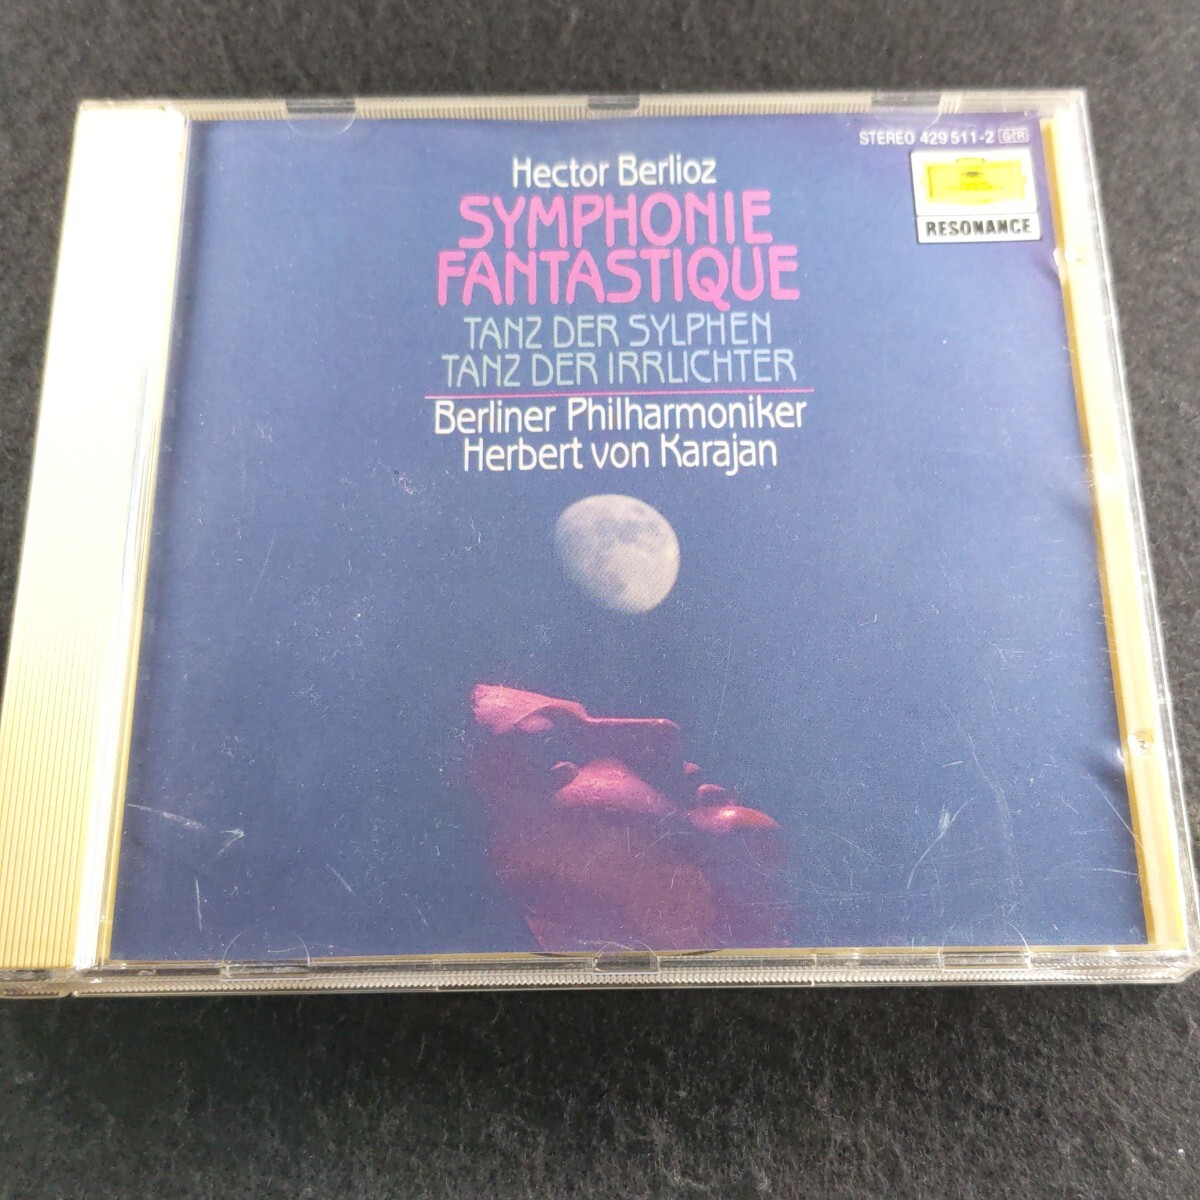 STEREO 429 511-2 GH
Hector Berlioz
SYMPHONIE
FANTASTIQUE
TANZ DER SYLPHEN
TANZ DER IRRLICHTER
Berliner Philharmoniker
Herbert von Karajan
RESONANCE